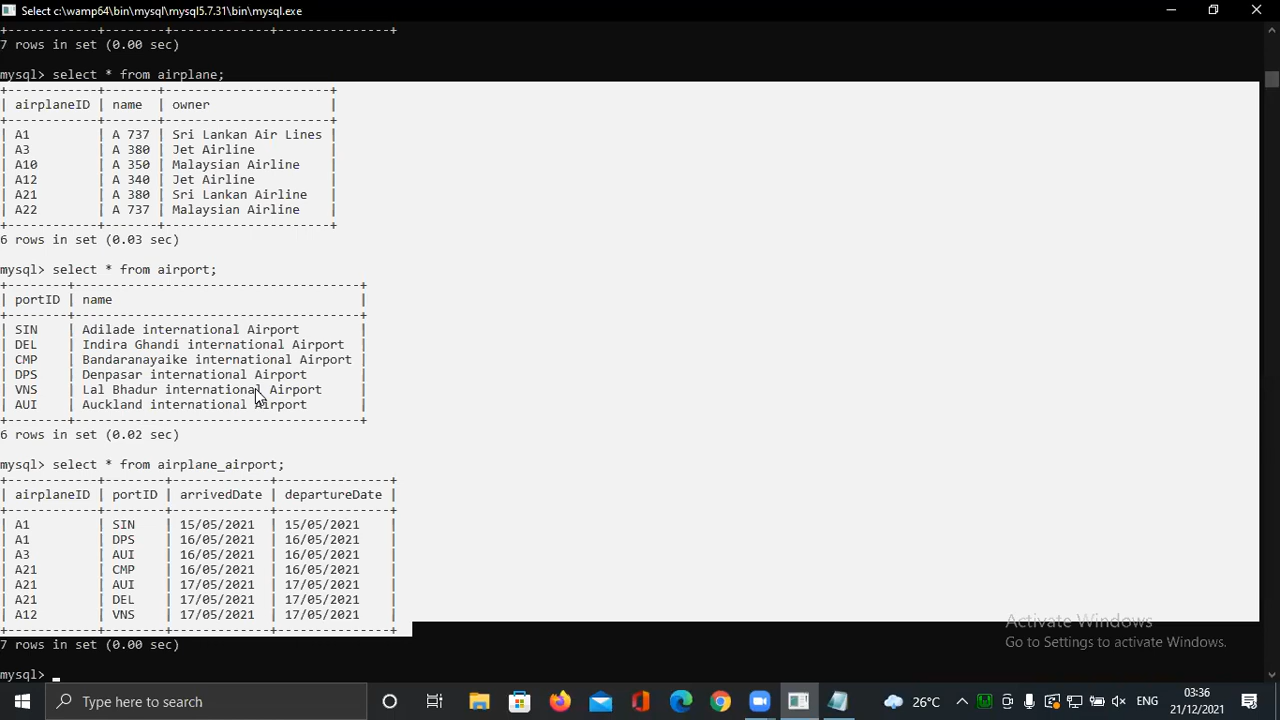 Select c:\wamp64\bin\mysql\mysql5.7.31\bin\mysql.exe
+------------+--------+-------------+---------------+
7 rows in set (0.00 sec)
mysql> select * from airplane;
+------------+-------+----------------------+
| airplaneID | name  | owner                |
+------------+-------+----------------------+
| A1         | A 737 | Sri Lankan Air Lines |
| A3         | A 380 | Jet Airline          |
| A10        | A 350 | Malaysian Airline    |
| A12        | A 340 | Jet Airline          |
| A21        | A 380 | Sri Lankan Airline   |
| A22        | A 737 | Malaysian Airline    |
+------------+-------+----------------------+
6 rows in set (0.03 sec)
mysql> select * from airport;
+--------+--------------------------------------+
| portID | name                                 |
+--------+--------------------------------------+
| SIN    | Adilade international Airport        |
| DEL    | Indira Ghandi international Airport  |
| CMP    | Bandaranayaike international Airport |
| DPS    | Denpasar international Airport       |
| VNS    | Lal Bhadur international Airport     |
| AUI    | Auckland international Airport       |
+--------+--------------------------------------+
6 rows in set (0.02 sec)
mysql> select * from airplane_airport;
+------------+--------+-------------+---------------+
| airplaneID | portID | arrivedDate | departureDate |
+------------+--------+-------------+---------------+
| A1         | SIN    | 15/05/2021  | 15/05/2021    |
| A1         | DPS    | 16/05/2021  | 16/05/2021    |
| A3         | AUI    | 16/05/2021  | 16/05/2021    |
| A21        | CMP    | 16/05/2021  | 16/05/2021    |
| A21        | AUI    | 17/05/2021  | 17/05/2021    |
| A21        | DEL    | 17/05/2021  | 17/05/2021    |
| A12        | VNS    | 17/05/2021  | 17/05/2021    |
+------------+--------+-------------+---------------+
7 rows in set (0.00 sec)
mysql>
Activate Windows
Go to Settings to activate Windows.
Type here to search
26°C
ENG
03:36
21/12/2021